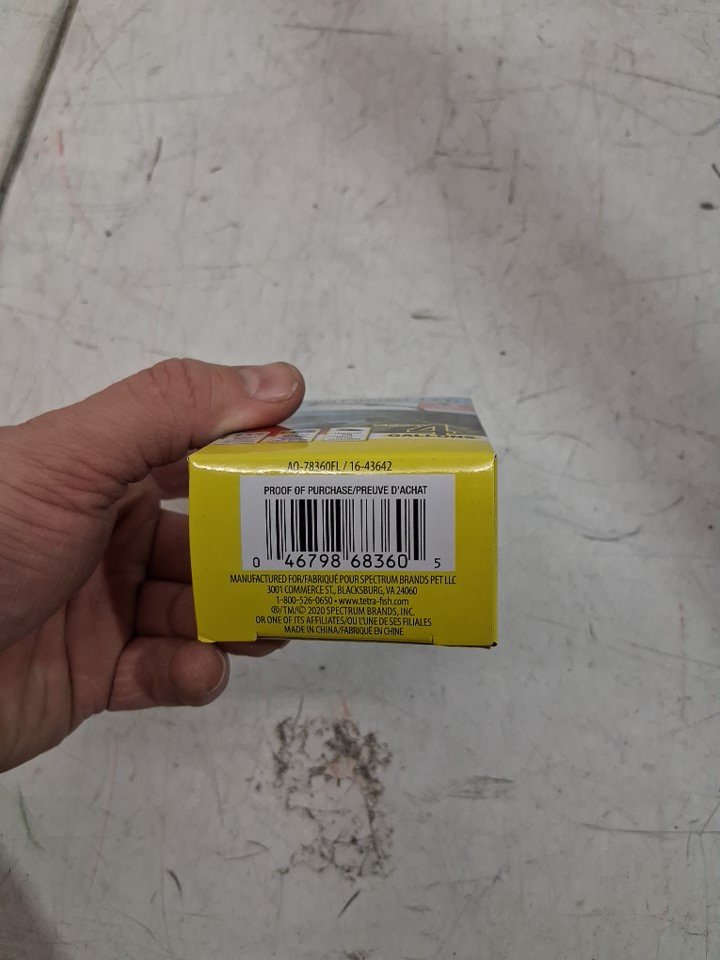 GALLONS
AQ-78360FL / 16-43642
PROOF OF PURCHASE/PREUVE D'ACHAT
0 46798 68360 5
MANUFACTURED FOR/FABRIQUÉ POUR SPECTRUM BRANDS PET LLC
3001 COMMERCE ST., BLACKSBURG, VA 24060
1-800-526-0650 • www.tetra-fish.com
®/TM/© 2020 SPECTRUM BRANDS, INC.
OR ONE OF ITS AFFILIATES/OU L'UNE DE SES FILIALES
MADE IN CHINA/FABRIQUÉ EN CHINE